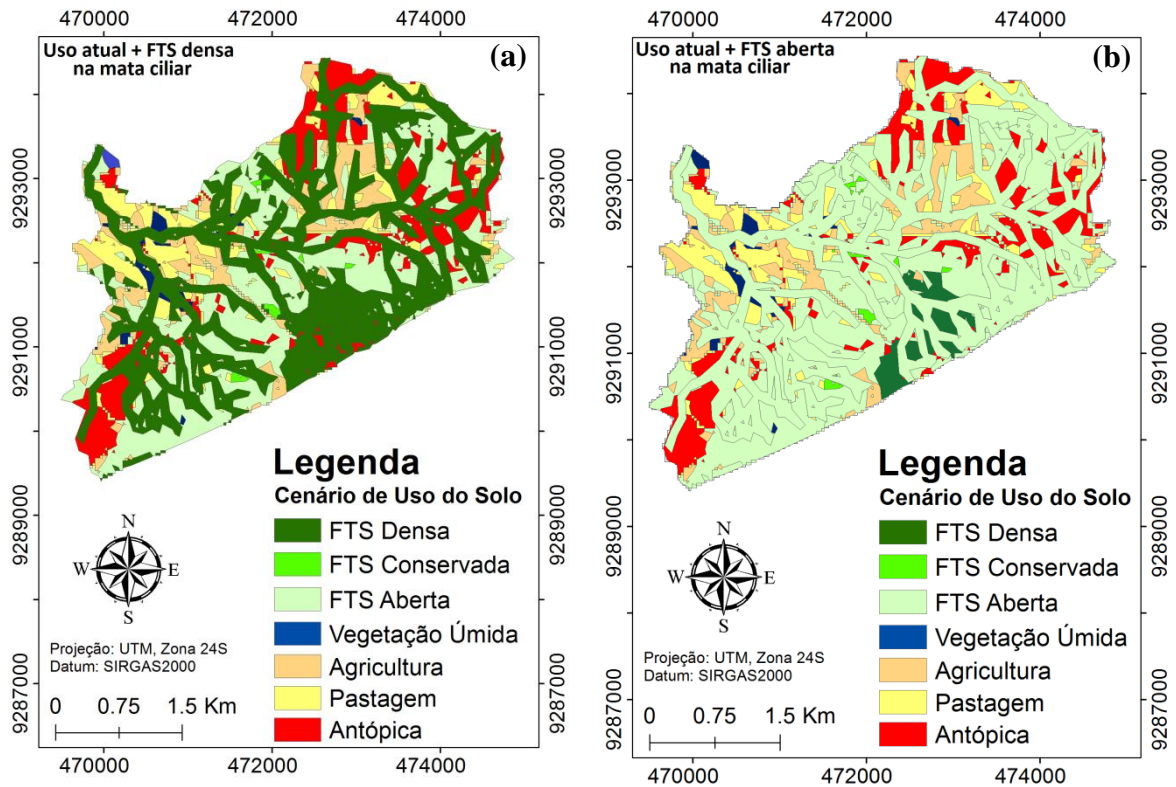 470000 472000 474000
Uso atual + FTS densa
na mata ciliar
(a)
9293000
9291000
9289000
9287000
Legenda
Cenário de Uso do Solo
FTS Densa
FTS Conservada
FTS Aberta
Vegetação Úmida
Agricultura
Pastagem
Antópica
N
W E
S
Projeção: UTM, Zona 24S
Datum: SIRGAS2000
0 0.75 1.5 Km
9293000
9291000
9289000
9287000
470000 472000 474000
470000 472000 474000
Uso atual + FTS aberta
na mata ciliar
(b)
9293000
9291000
9289000
9287000
Legenda
Cenário de Uso do Solo
FTS Densa
FTS Conservada
FTS Aberta
Vegetação Úmida
Agricultura
Pastagem
Antópica
N
W E
S
Projeção: UTM, Zona 24S
Datum: SIRGAS2000
0 0.75 1.5 Km
9293000
9291000
9289000
9287000
470000 472000 474000